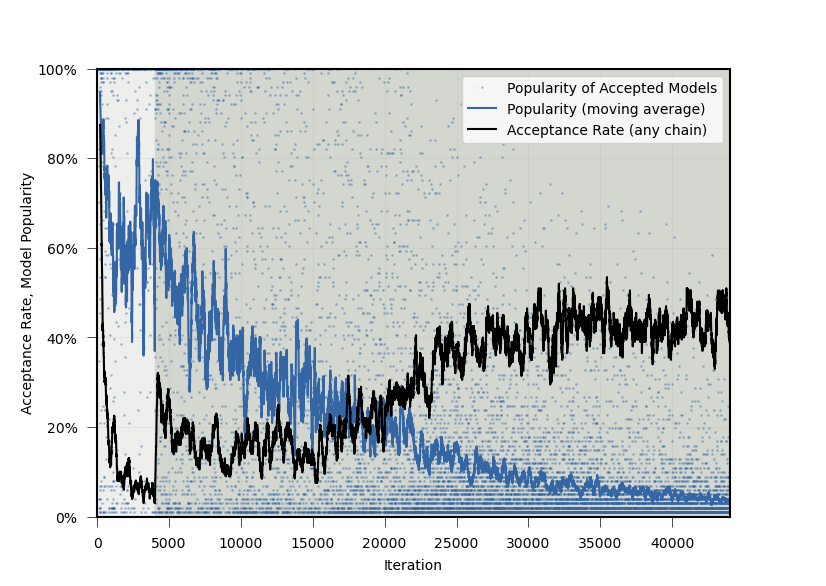 100%
80%
60%
40%
20%
0%
Acceptance Rate, Model Popularity
Popularity of Accepted Models
Popularity (moving average)
Acceptance Rate (any chain)
0 5000 10000 15000 20000 25000 30000 35000 40000
Iteration